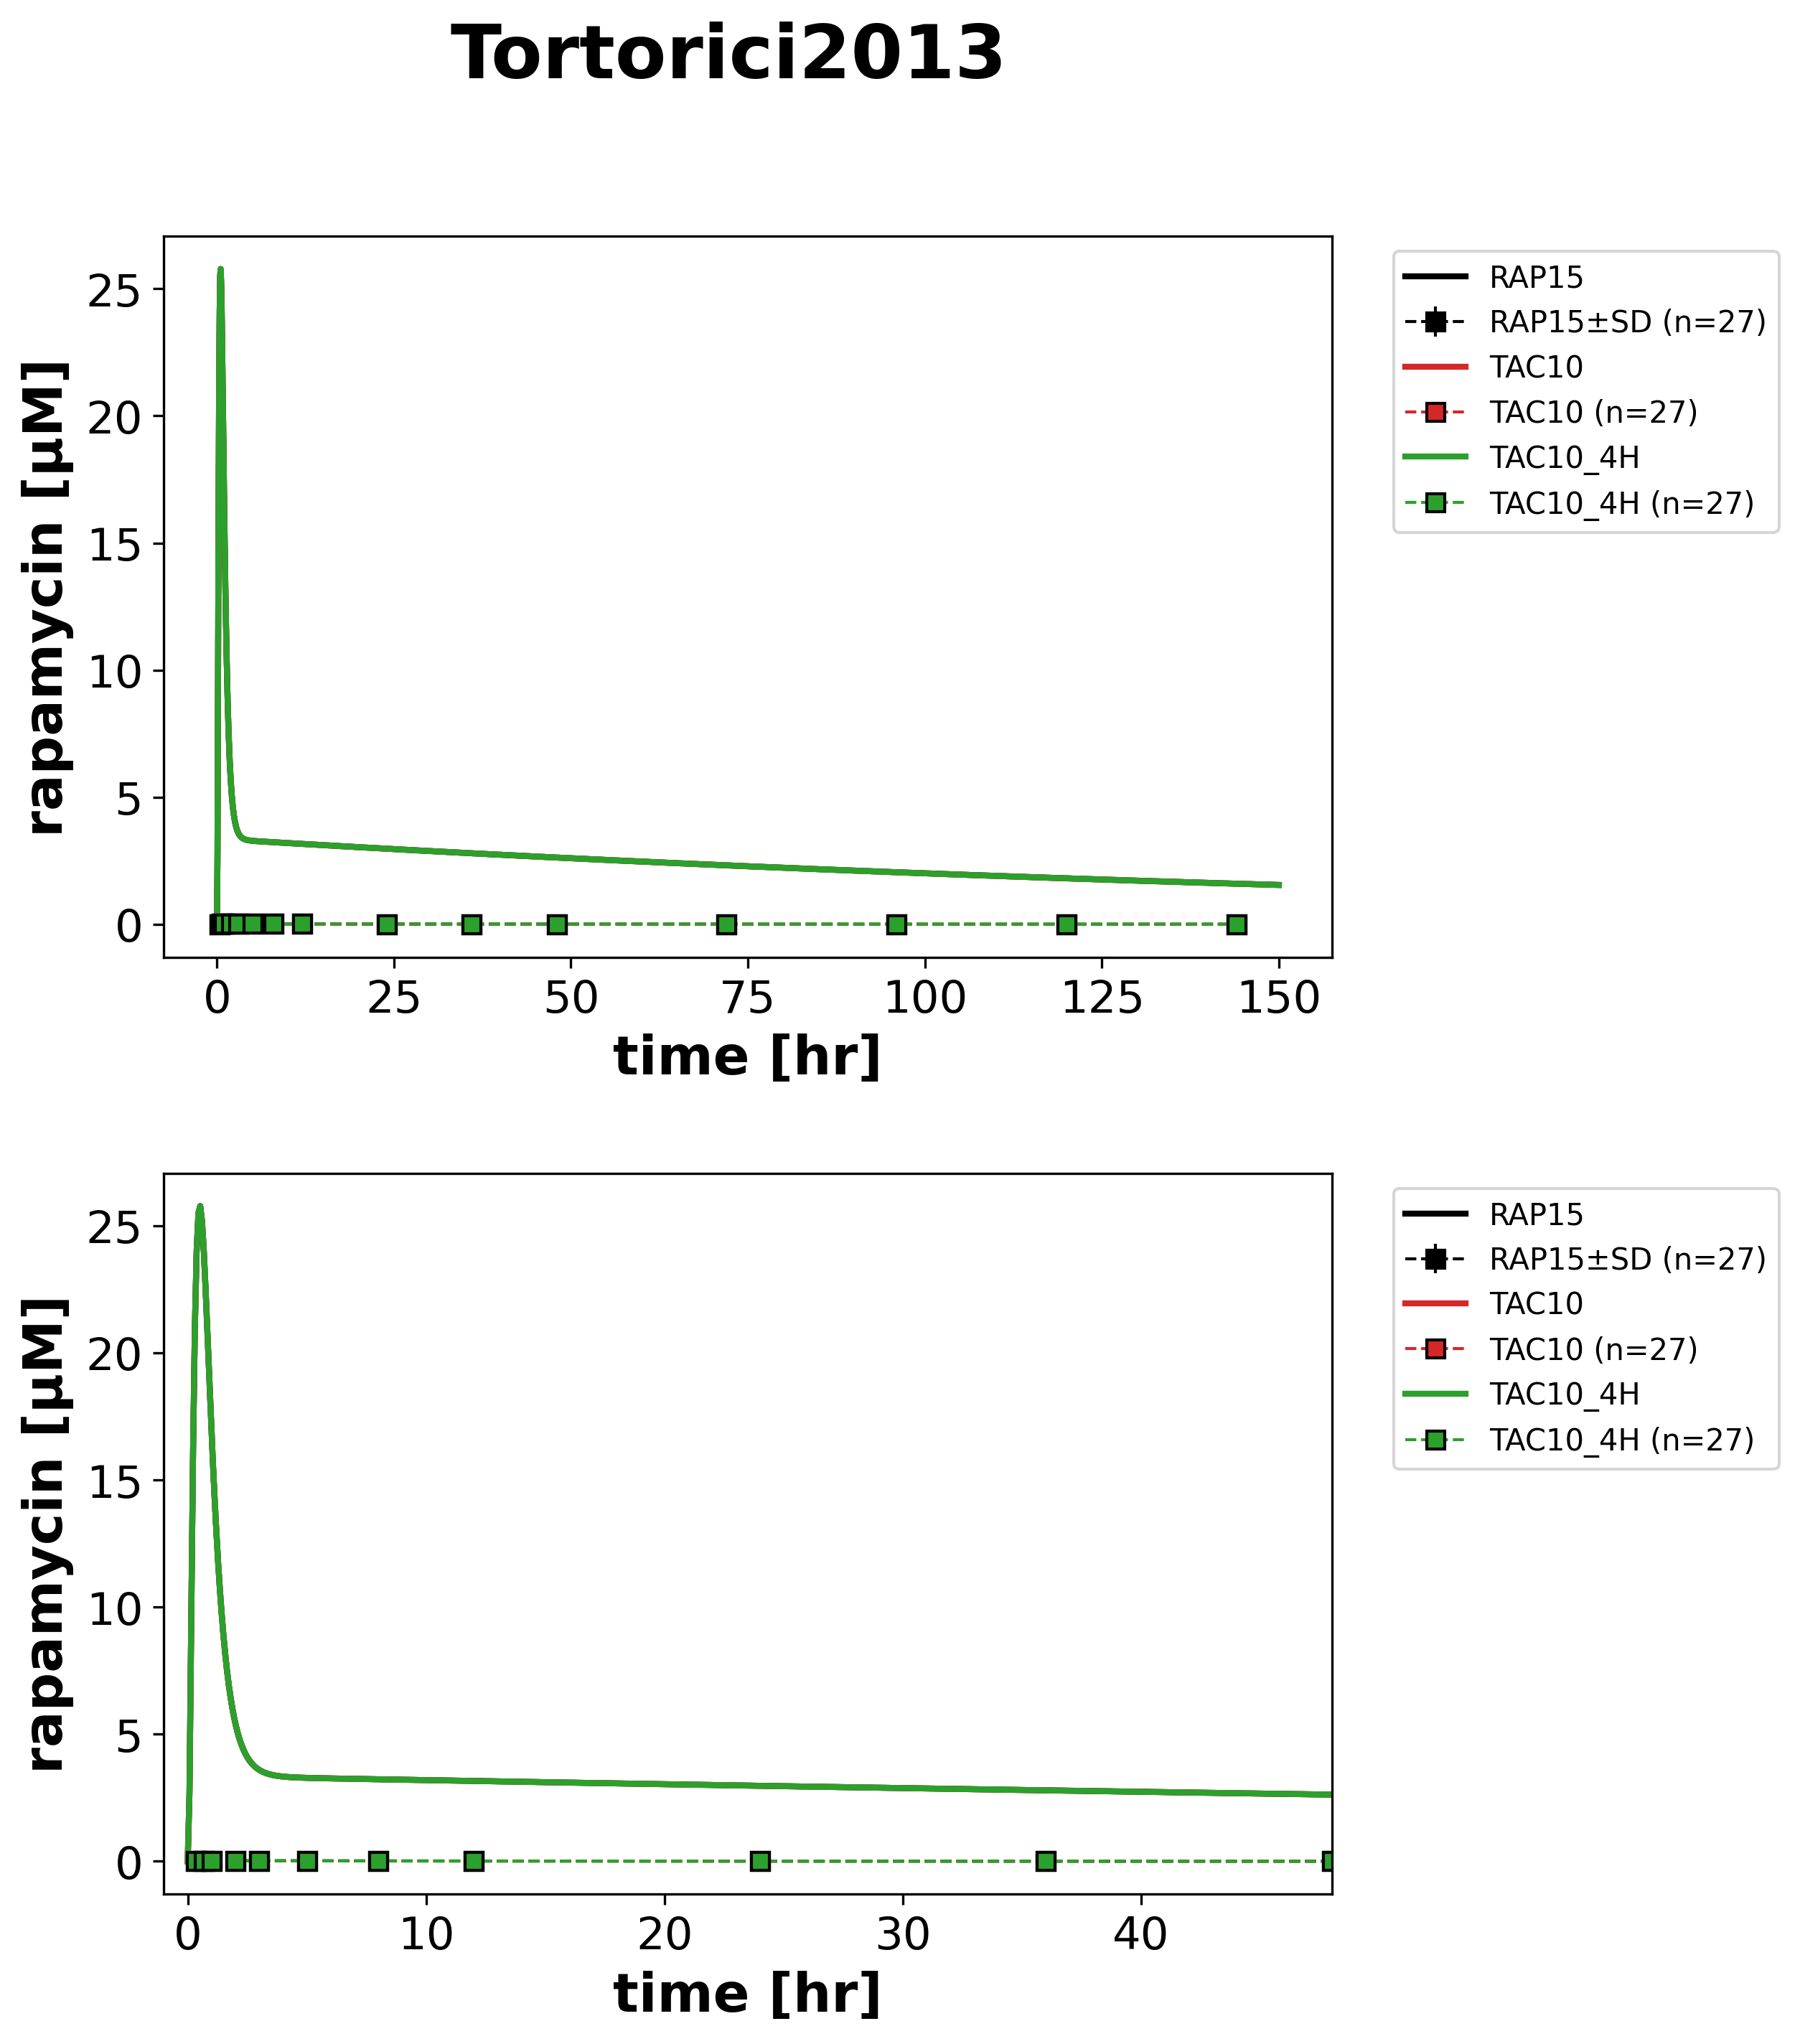 Tortorici2013
rapamycin [µM]
25
20
15
10
5
0
0 25 50 75 100 125 150
time [hr]
RAP15
RAP15±SD (n=27)
TAC10
TAC10 (n=27)
TAC10_4H
TAC10_4H (n=27)
rapamycin [µM]
25
20
15
10
5
0
0 10 20 30 40
time [hr]
RAP15
RAP15±SD (n=27)
TAC10
TAC10 (n=27)
TAC10_4H
TAC10_4H (n=27)